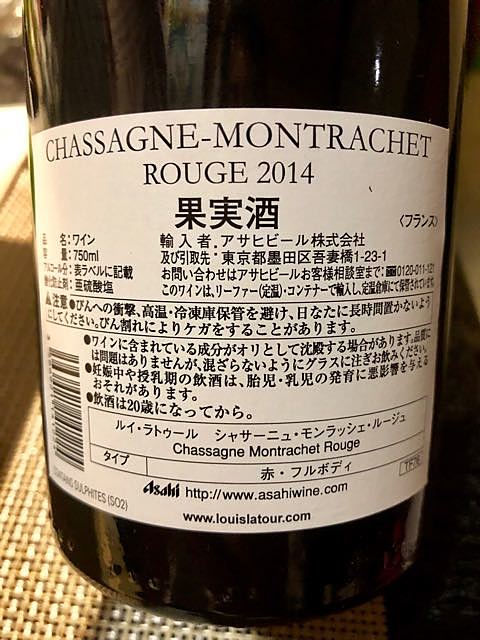 CHASSAGNE-MONTRACHET
ROUGE 2014
果実酒
〈フランス〉
品 名:ワイン
容 量:750ml
アルコール分:表ラベルに記載
酸化防止剤:亜硫酸塩
輸入者.アサヒビール株式会社
及び引取先・東京都墨田区吾妻橋1-23-1
お問い合わせはアサヒビールお客様相談室まで:0120-011-121
このワインは、リーファー(定温)・コンテナーで輸入し、定温倉庫にて保管されています。
注意●びんへの衝撃、高温・冷凍庫保管を避け、日なたに長時間置かないよう
にしてください。びん割れによりケガをすることがあります。
●ワインに含まれている成分がオリとして沈殿する場合があります。品質に
は問題はありませんが、混ざらないようにグラスに注ぎお飲みください。
●妊娠中や授乳期の飲酒は、胎児・乳児の発育に悪影響を与える
おそれがあります。
●飲酒は20歳になってから。
ルイ・ラトゥール シャサーニュ・モンラッシェ・ルージュ
Chassagne Montrachet Rouge
タイプ
赤・フルボディ
SULPHITES (SO2)
Asahi http://www.asahiwine.com
www.louislatour.com